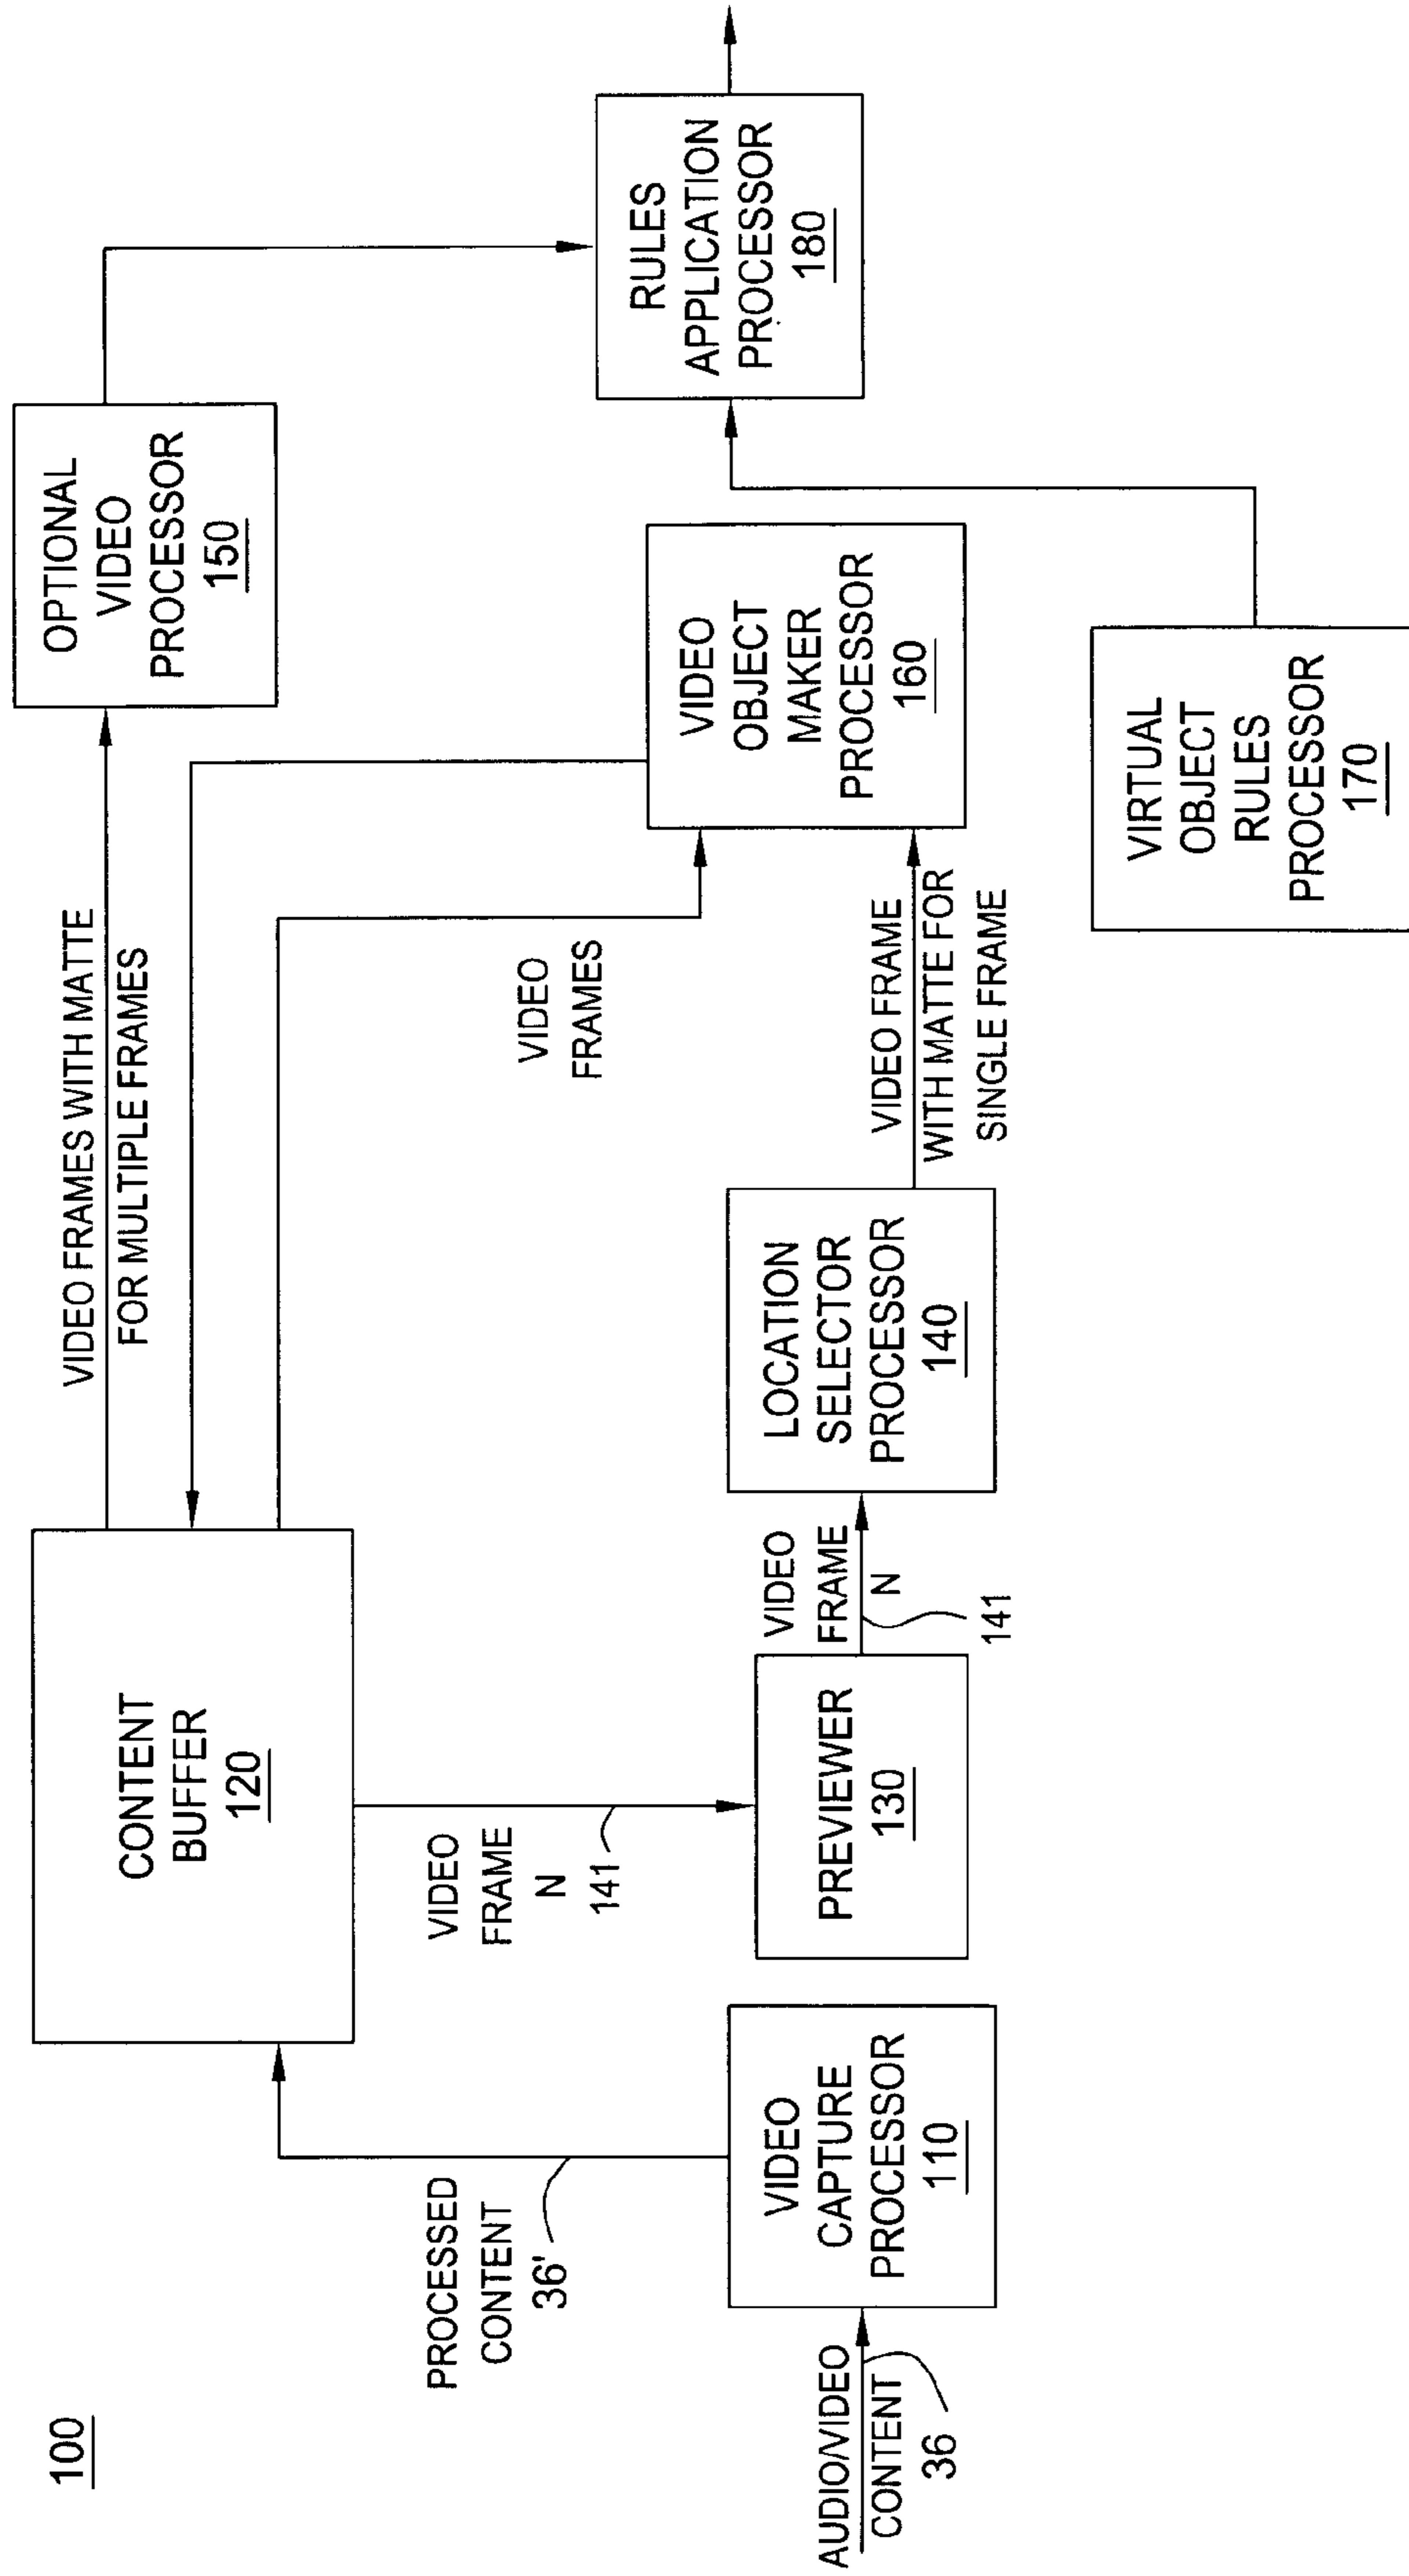 100
AUDIO/VIDEO
CONTENT
36
VIDEO
CAPTURE
PROCESSOR
110
PROCESSED
CONTENT
36'
CONTENT
BUFFER
120
VIDEO
FRAME
N
141
PREVIEWER
130
VIDEO
FRAME
N
141
LOCATION
SELECTOR
PROCESSOR
140
VIDEO FRAME
WITH MATTE FOR
SINGLE FRAME
VIDEO
FRAMES
VIDEO FRAMES WITH MATTE
FOR MULTIPLE FRAMES
OPTIONAL
VIDEO
PROCESSOR
150
VIDEO
OBJECT
MAKER
PROCESSOR
160
VIRTUAL
OBJECT
RULES
PROCESSOR
170
RULES
APPLICATION
PROCESSOR
180